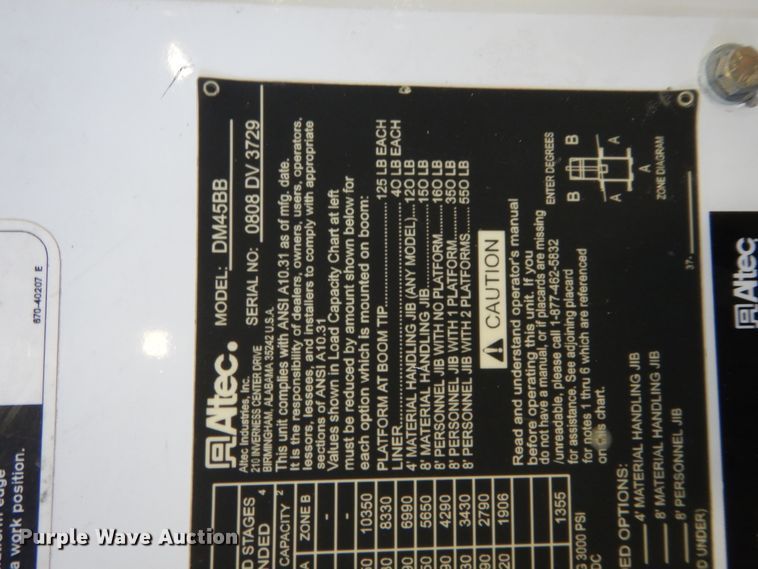 Altec. MODEL: DM45BB
Altec Industries, Inc.
210 INVERNESS CENTER DRIVE
BIRMINGHAM, ALABAMA 35242 U.S.A.
SERIAL NO: 0808 DV 3729
This unit complies with ANSI A10.31 as of mfg. date.
It is the responsibility of dealers, owners, users, operators,
lessors, lessees, and installers to comply with appropriate
sections of ANSI A10.31
Values shown in Load Capacity Chart at left
must be reduced by amount shown below for
each option which is mounted on boom:
PLATFORM AT BOOM TIP 125 LB EACH
LINER 40 LB EACH
4' MATERIAL HANDLING JIB (ANY MODEL) 120 LB
8' MATERIAL HANDLING JIB 150 LB
8' PERSONNEL JIB WITH NO PLATFORM 160 LB
8' PERSONNEL JIB WITH 1 PLATFORM 380 LB
8' PERSONNEL JIB WITH 2 PLATFORMS 550 LB
CAUTION
Read and understand operator's manual
before operating this unit. If you
do not have a manual, or if placards are missing
/unreadable, please call 1-877-462-5832
for assistance. See adjoining placard
for notes 1 thru 6 which are referenced
on this chart.
ENTER DEGREES
B B
A A
A
ZONE DIAGRAM
37-
D STAGES
NDED 4
CAPACITY 2
A ZONE B
-
-
10350
8330
6990
5650
4290
3430
2790
20 1906
1355
G 3000 PSI
DC
ED OPTIONS:
4' MATERIAL HANDLING JIB
8' MATERIAL HANDLING JIB
8' PERSONNEL JIB
D UNDER)
Altec
670-40207 E
atform edge
a work position.
Purple Wave Auction